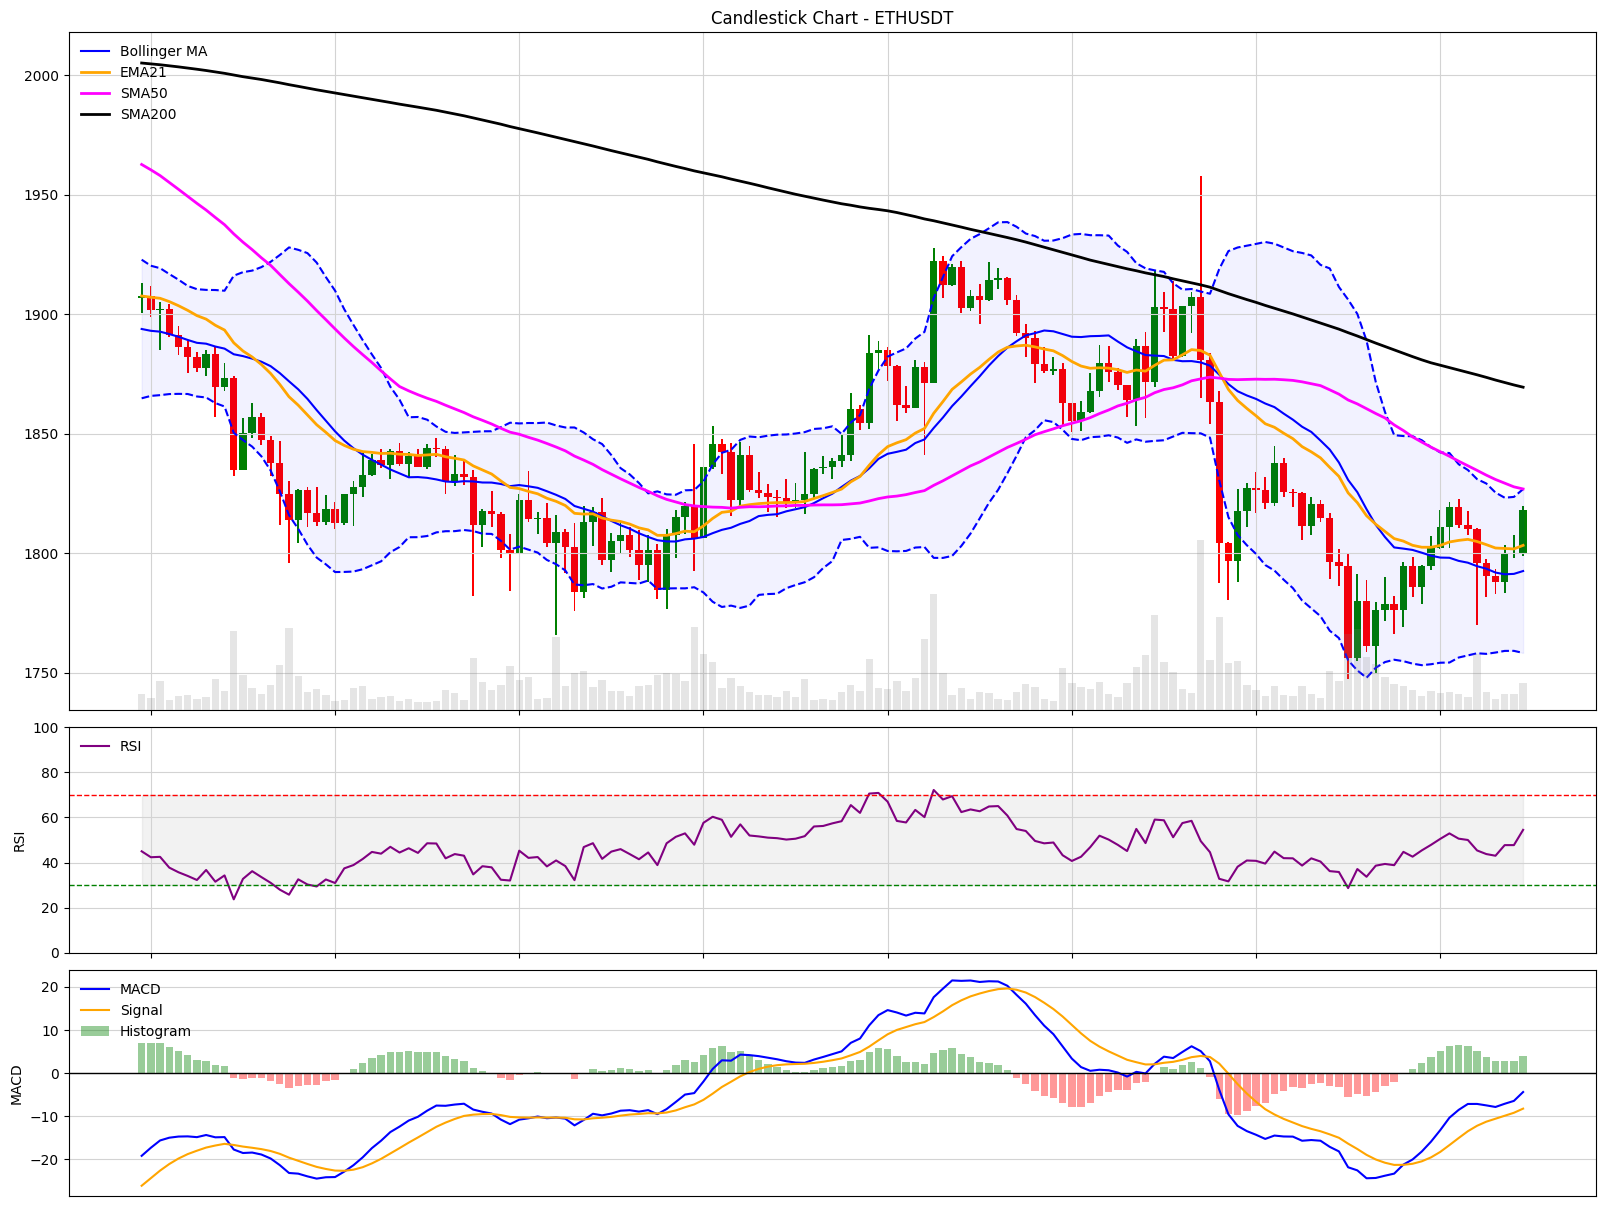 Candlestick Chart - ETHUSDT
Bollinger MA
EMA21
SMA50
SMA200
2000
1950
1900
1850
1800
1750
RSI
RSI
100
80
60
40
20
0
MACD
Signal
Histogram
MACD
20
10
0
−10
−20